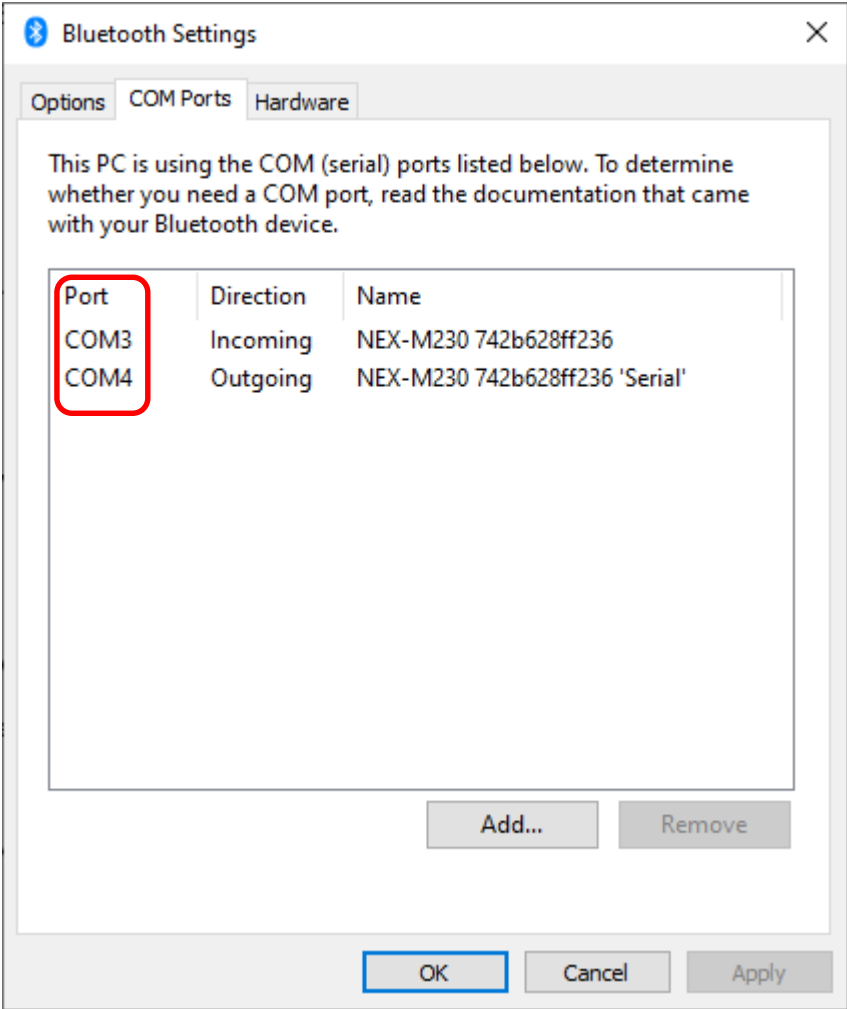 Bluetooth Settings
Options COM Ports Hardware
This PC is using the COM (serial) ports listed below. To determine
whether you need a COM port, read the documentation that came
with your Bluetooth device.
Port Direction Name
COM3 Incoming NEX-M230 742b628ff236
COM4 Outgoing NEX-M230 742b628ff236 'Serial'
Add... Remove
OK Cancel Apply